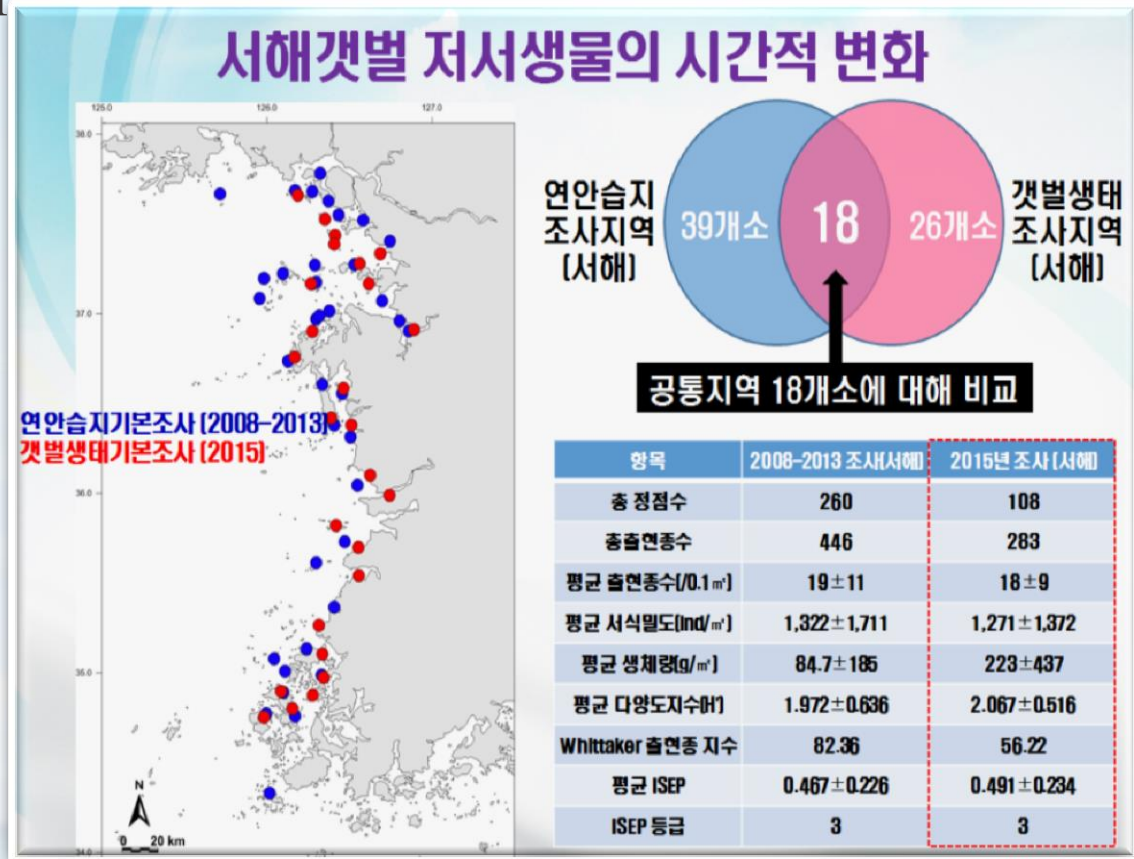 서해갯벌 저서생물의 시간적 변화
125.0
126.0
127.0
38.0
37.0
36.0
35.0
34.0
연안습지기본조사 (2008-2013)
갯벌생태기본조사 (2015)
N
0 20 km
연안습지
조사지역
(서해)
39개소
18
26개소
갯벌생태
조사지역
(서해)
공통지역 18개소에 대해 비교
항목 2008-2013 조사(서해) 2015년 조사 (서해)
총 정점수 260 108
총출현종수 446 283
평균 출현종수(/0.1㎡) 19±11 18±9
평균 서식밀도(ind/㎡) 1,322±1,711 1,271±1,372
평균 생체량(g/㎡) 84.7±185 223±437
평균 다양도지수(H') 1.972±0.636 2.067±0.516
Whittaker 출현종 지수 82.36 56.22
평균 ISEP 0.467±0.226 0.491±0.234
ISEP 등급 3 3